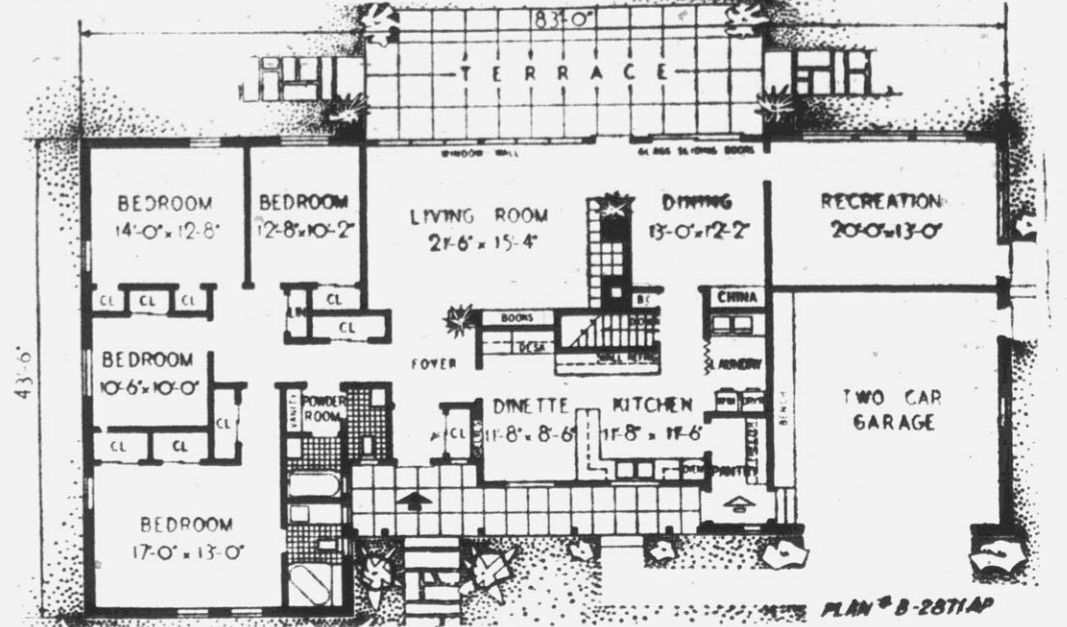 83'-0"
TERRACE
WINDOW WALL
GLASS SLIDING DOORS
BEDROOM
14'-0" x 12'-8"
BEDROOM
12'-8" x 10'-2"
LIVING ROOM
21'-6" x 15'-4"
DINING
13'-0" x 12'-2"
RECREATION
20'-0" x 13'-0"
CL
CL
CL
LIN
CL
CL
BOOKS
DESK
CHINA
43'-6"
BEDROOM
10'-6" x 10'-0"
FOYER
LAUNDRY
TWO CAR
GARAGE
CL
CL
CL
VANITY
POWDER
ROOM
CL
DINETTE
11'-8" x 8'-6"
KITCHEN
11'-8" x 11'-6"
BENCH
PANTRY
BEDROOM
17'-0" x 13'-0"
PLAN # B-2871AP